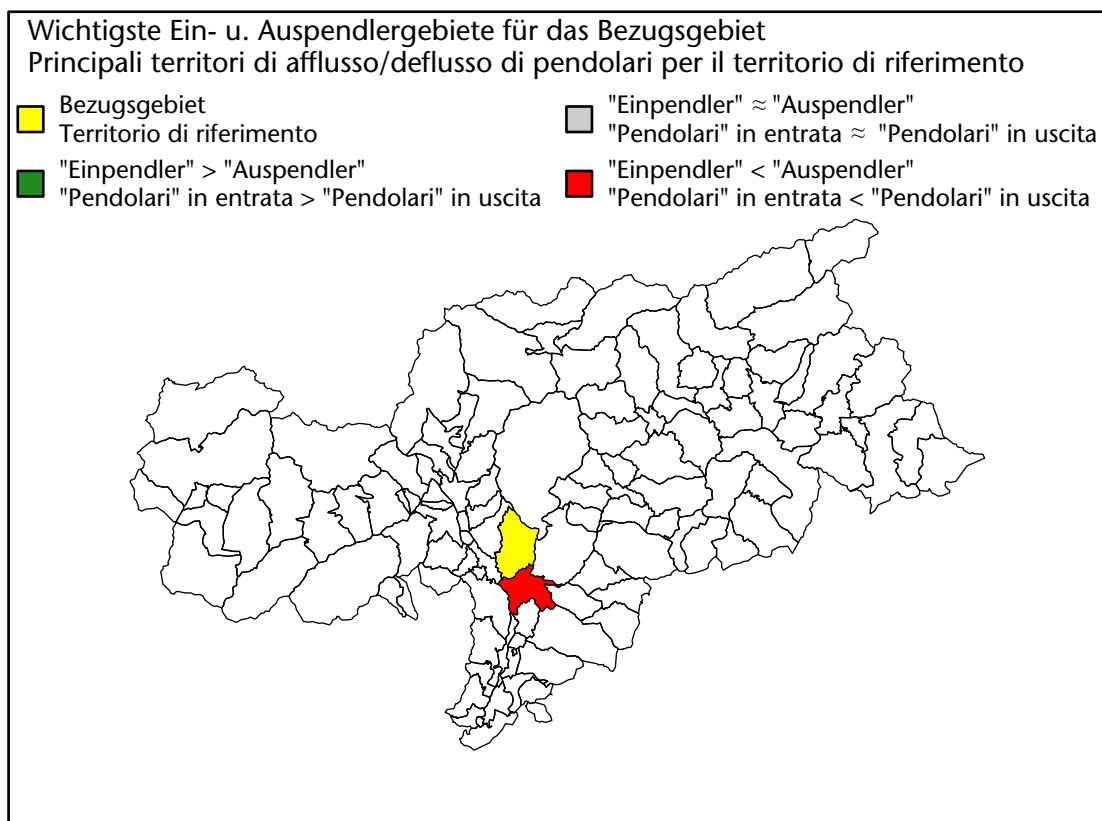 Wichtigste Ein- u. Auspendlergebiete für das Bezugsgebiet
Principali territori di afflusso/deflusso di pendolari per il territorio di riferimento
Bezugsgebiet
Territorio di riferimento
"Einpendler" > "Auspendler"
"Pendolari" in entrata > "Pendolari" in uscita
"Einpendler" ≈ "Auspendler"
"Pendolari" in entrata ≈ "Pendolari" in uscita
"Einpendler" < "Auspendler"
"Pendolari" in entrata < "Pendolari" in uscita